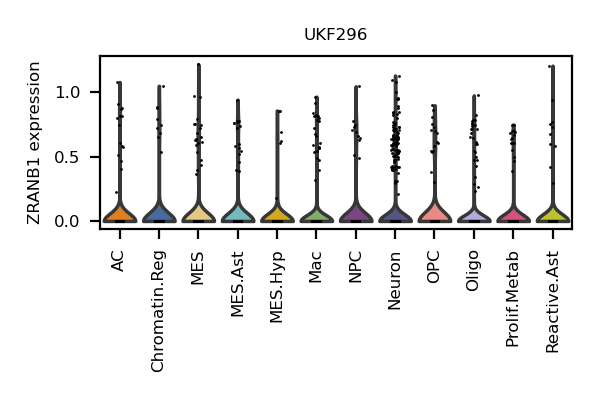 UKF296
ZRANB1 expression
1.0
0.5
0.0
AC
Chromatin.Reg
MES
MES.Ast
MES.Hyp
Mac
NPC
Neuron
OPC
Oligo
Prolif.Metab
Reactive.Ast